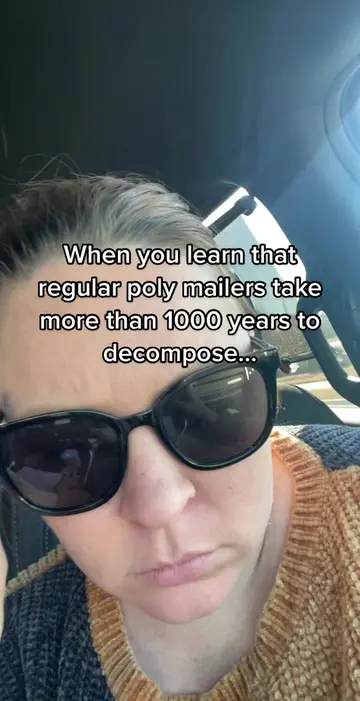 When you learn that
regular poly mailers take
more than 1000 years to
decompose...